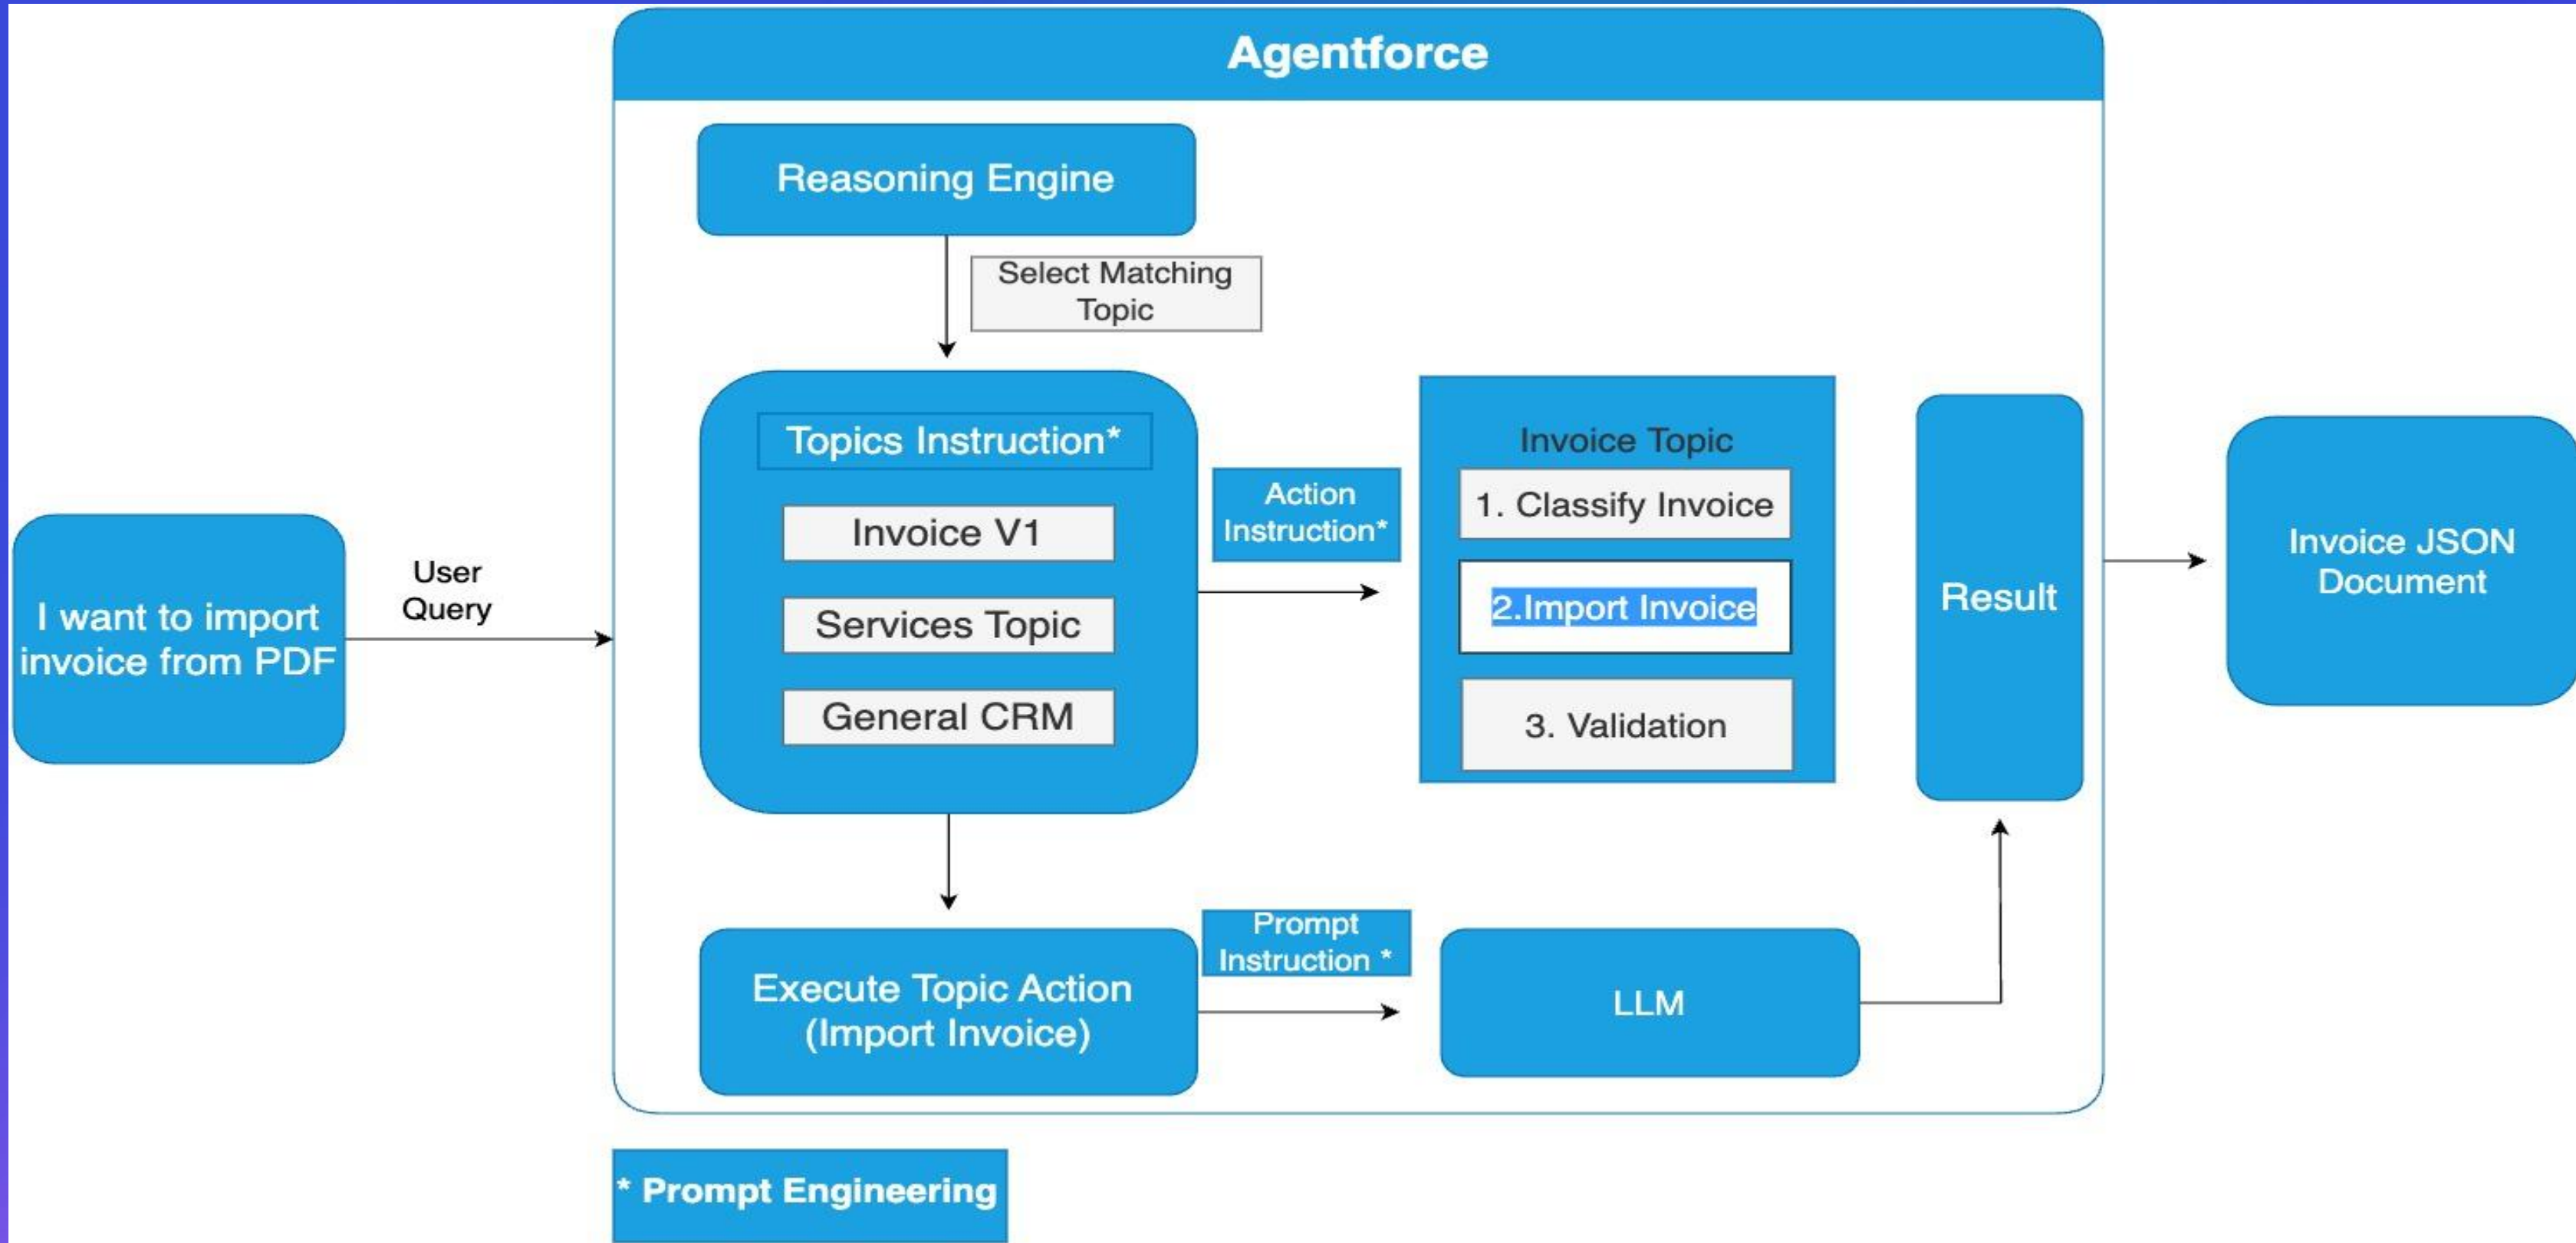 Agentforce
Reasoning Engine
Select Matching
Topic
Topics Instruction*
Invoice V1
Services Topic
General CRM
Action
Instruction*
Invoice Topic
1. Classify Invoice
2.Import Invoice
3. Validation
Result
Invoice JSON
Document
I want to import
invoice from PDF
User
Query
Execute Topic Action
(Import Invoice)
Prompt
Instruction *
LLM
* Prompt Engineering